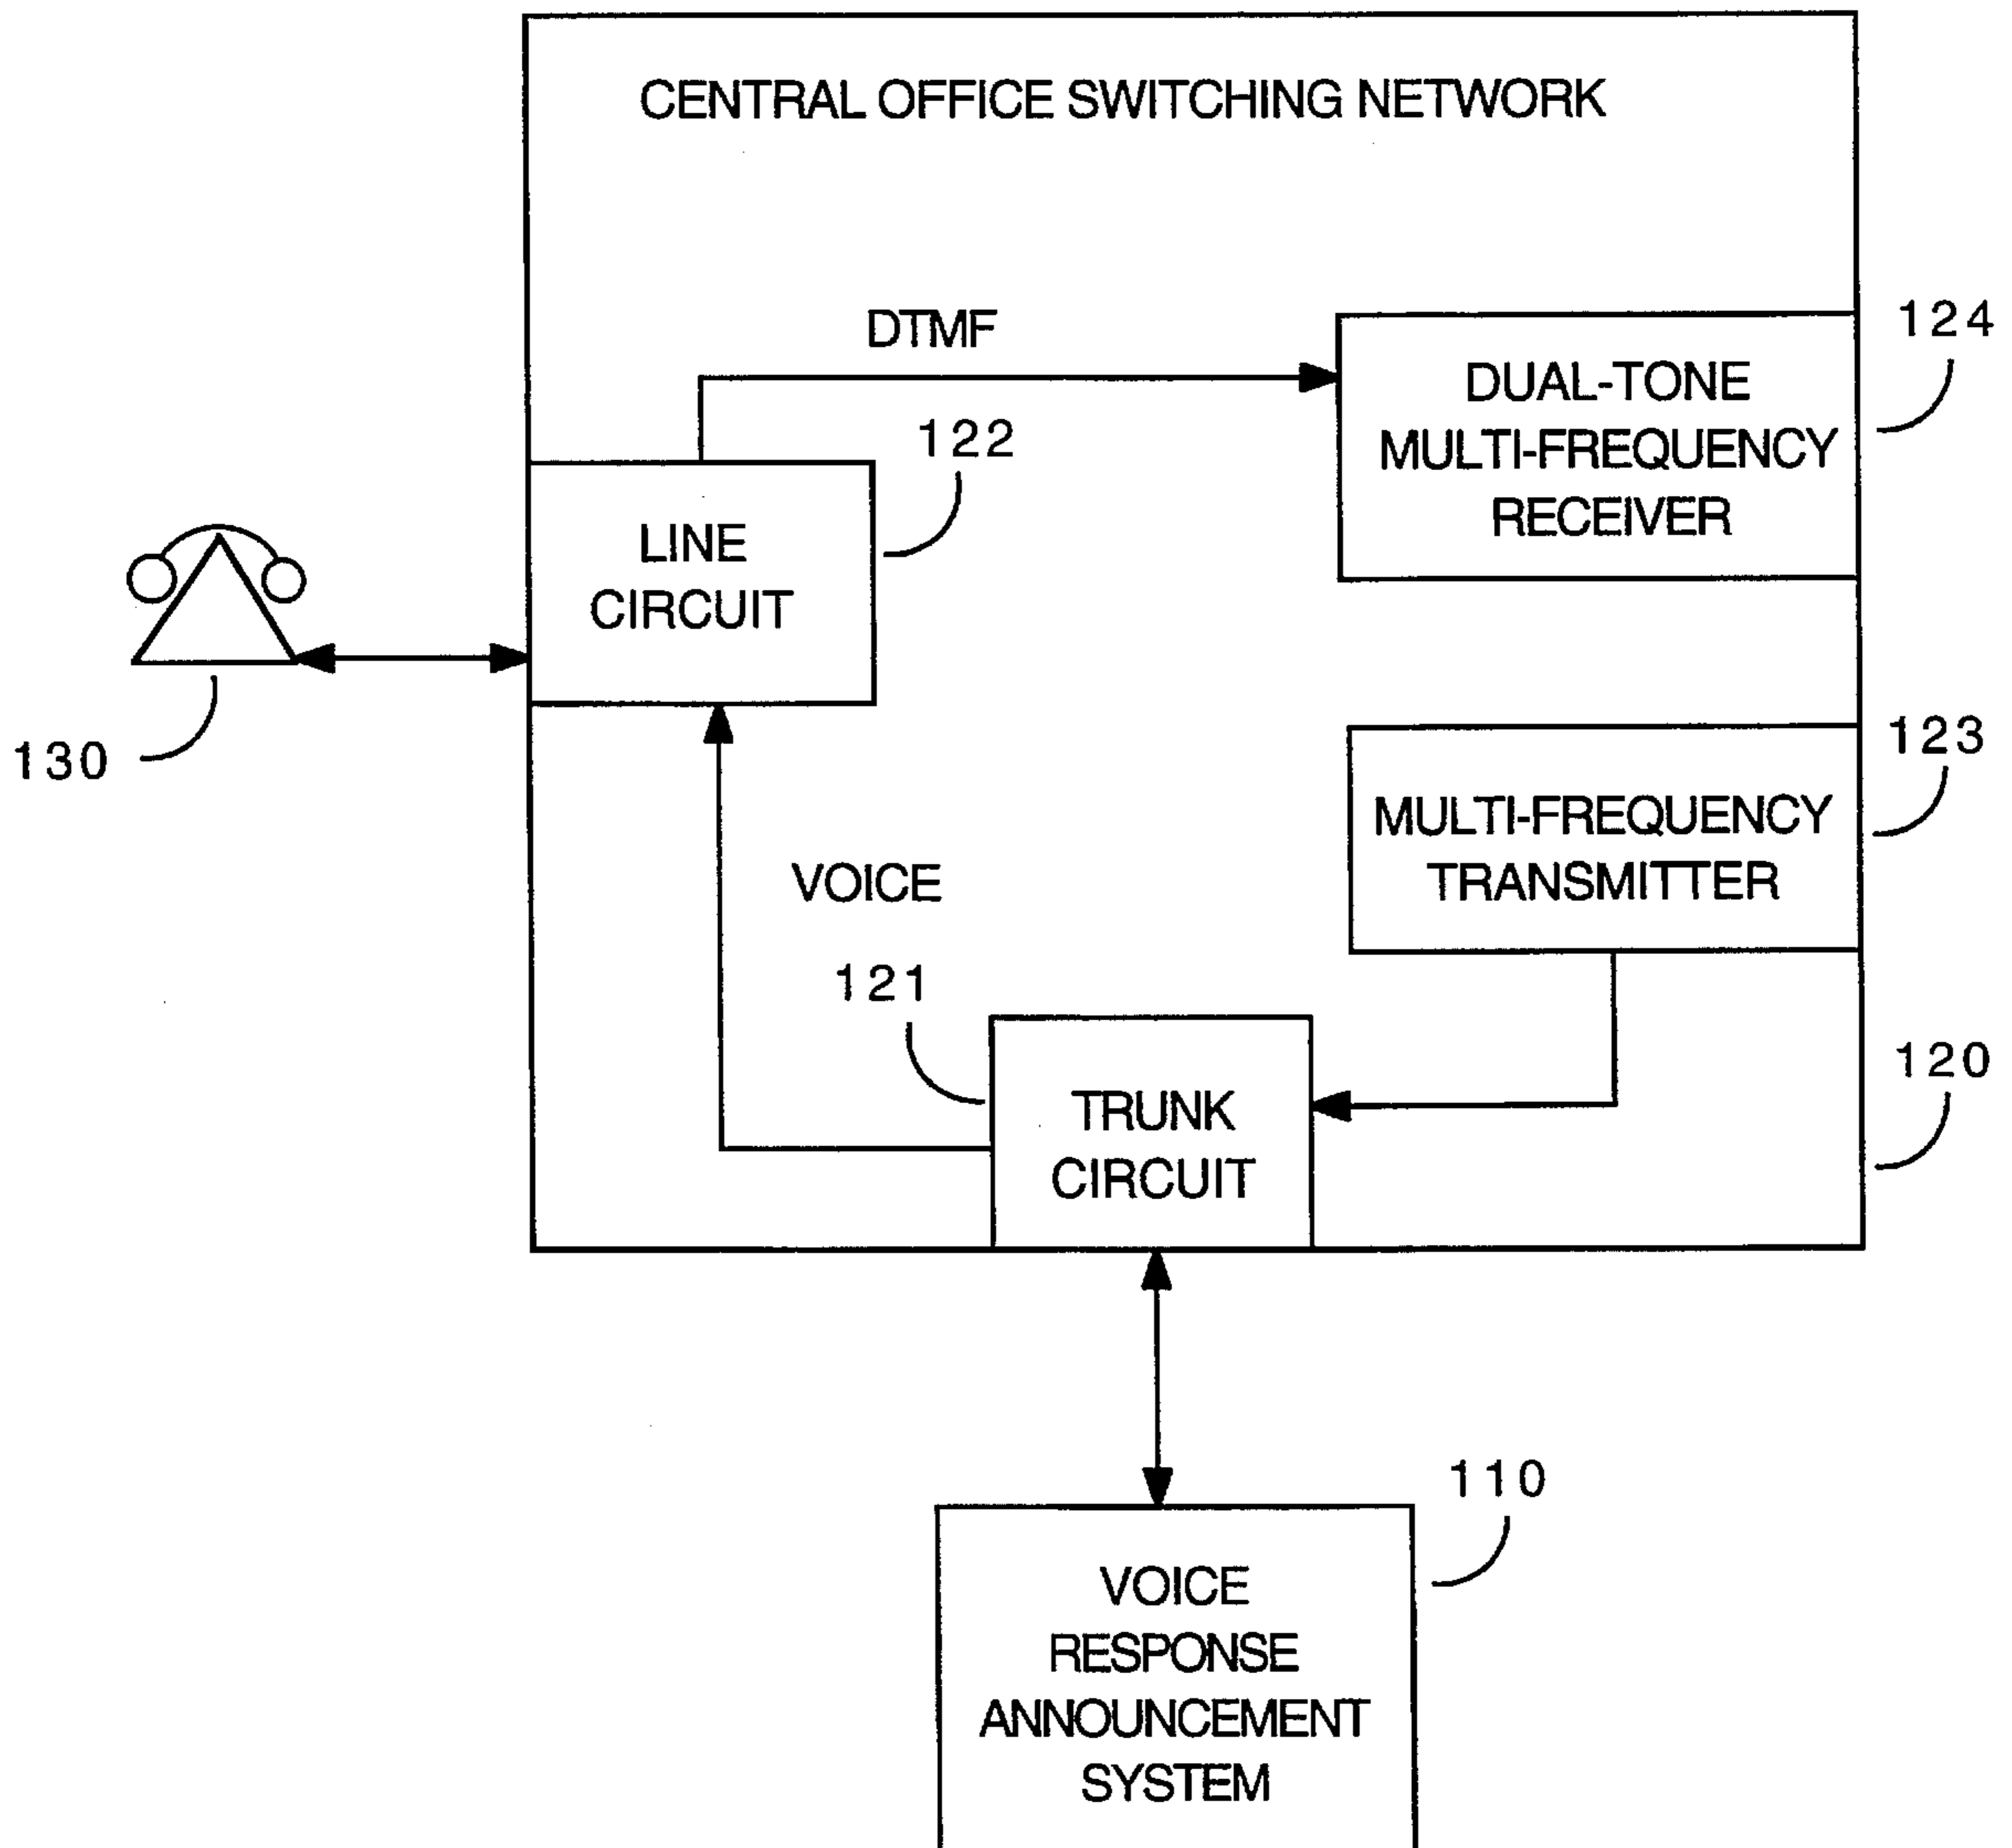 CENTRAL OFFICE SWITCHING NETWORK
DTMF
124
DUAL-TONE
MULTI-FREQUENCY
RECEIVER
122
LINE
CIRCUIT
130
123
MULTI-FREQUENCY
TRANSMITTER
VOICE
121
TRUNK
CIRCUIT
120
110
VOICE
RESPONSE
ANNOUNCEMENT
SYSTEM